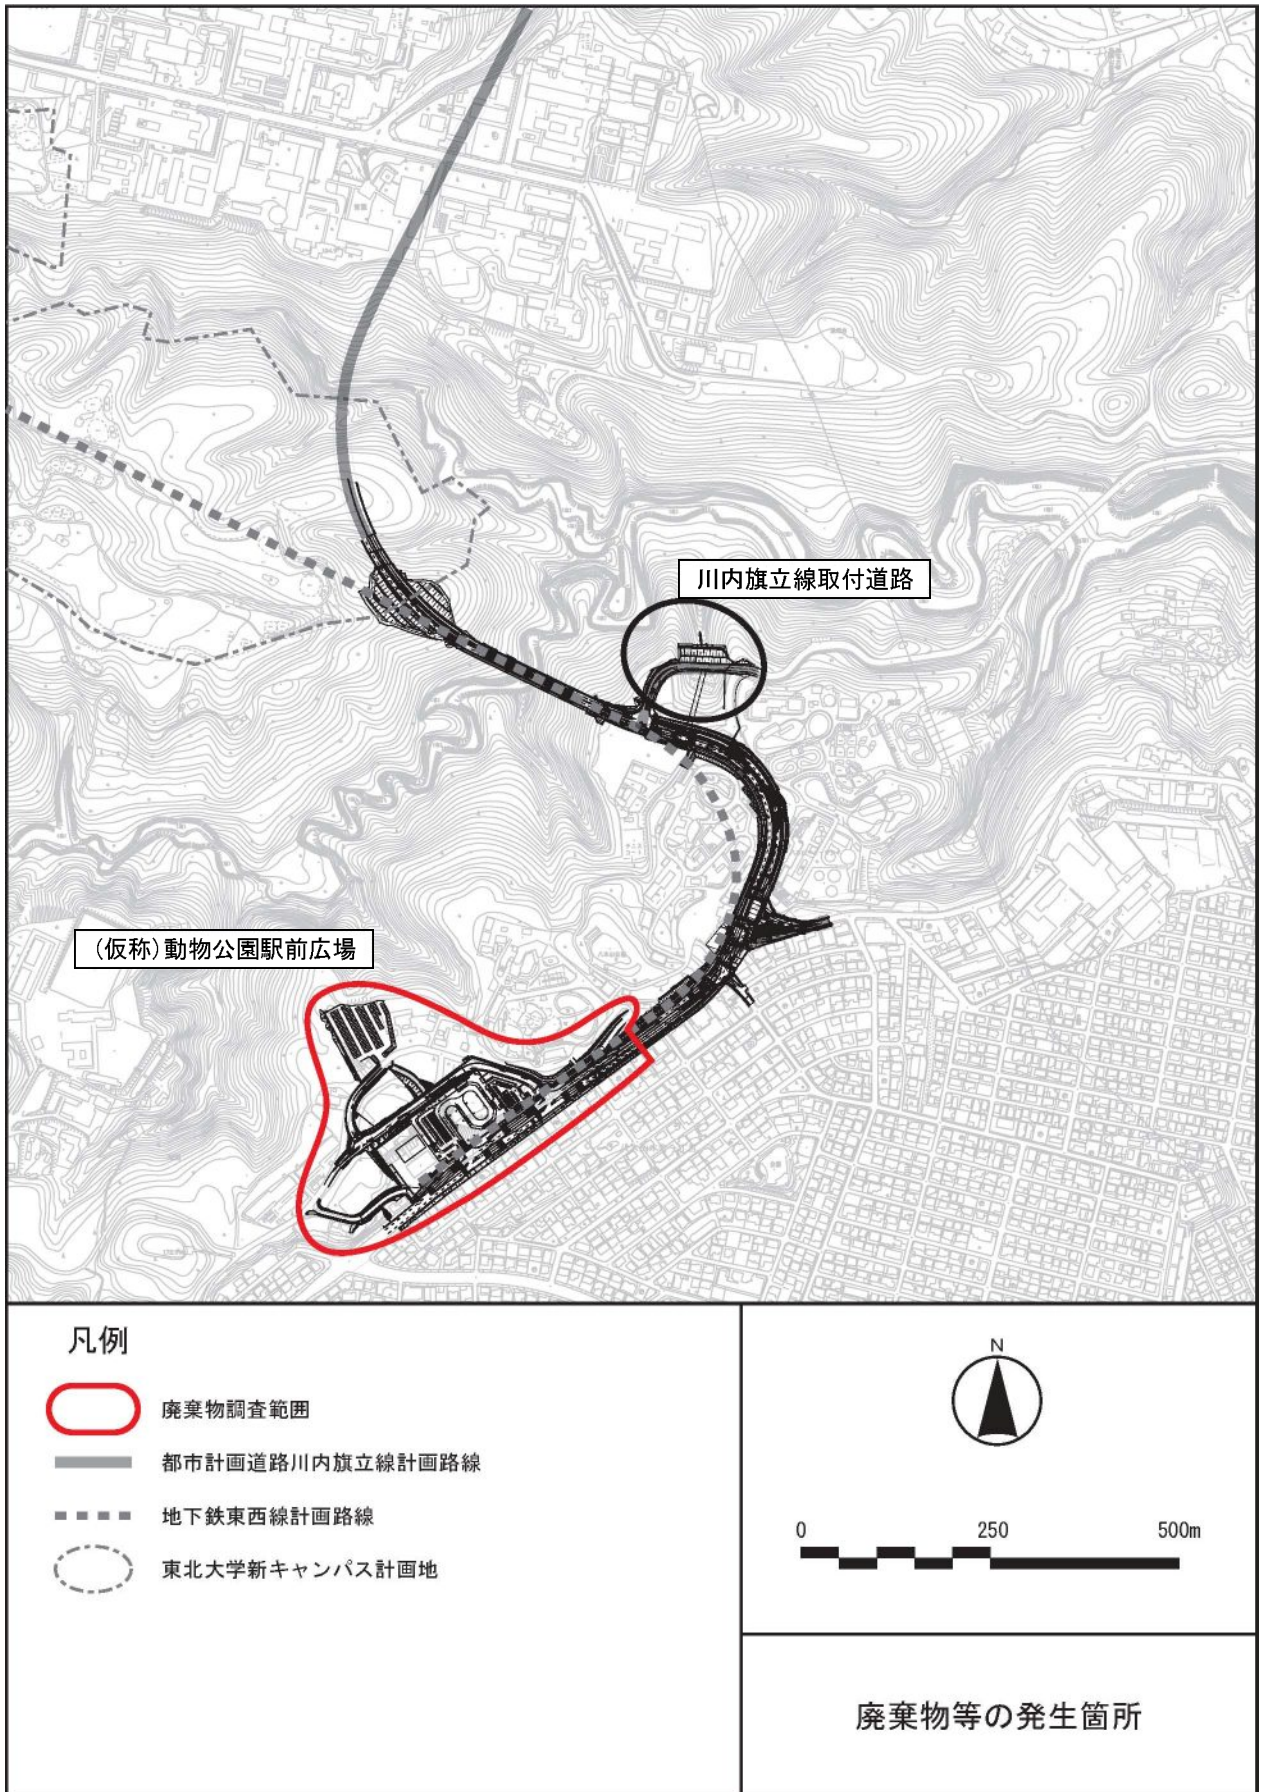 川内旗立線取付道路
(仮称)動物公園駅前広場
凡例
廃棄物調査範囲
都市計画道路川内旗立線計画路線
地下鉄東西線計画路線
東北大学新キャンパス計画地
N
0 250 500m
廃棄物等の発生箇所